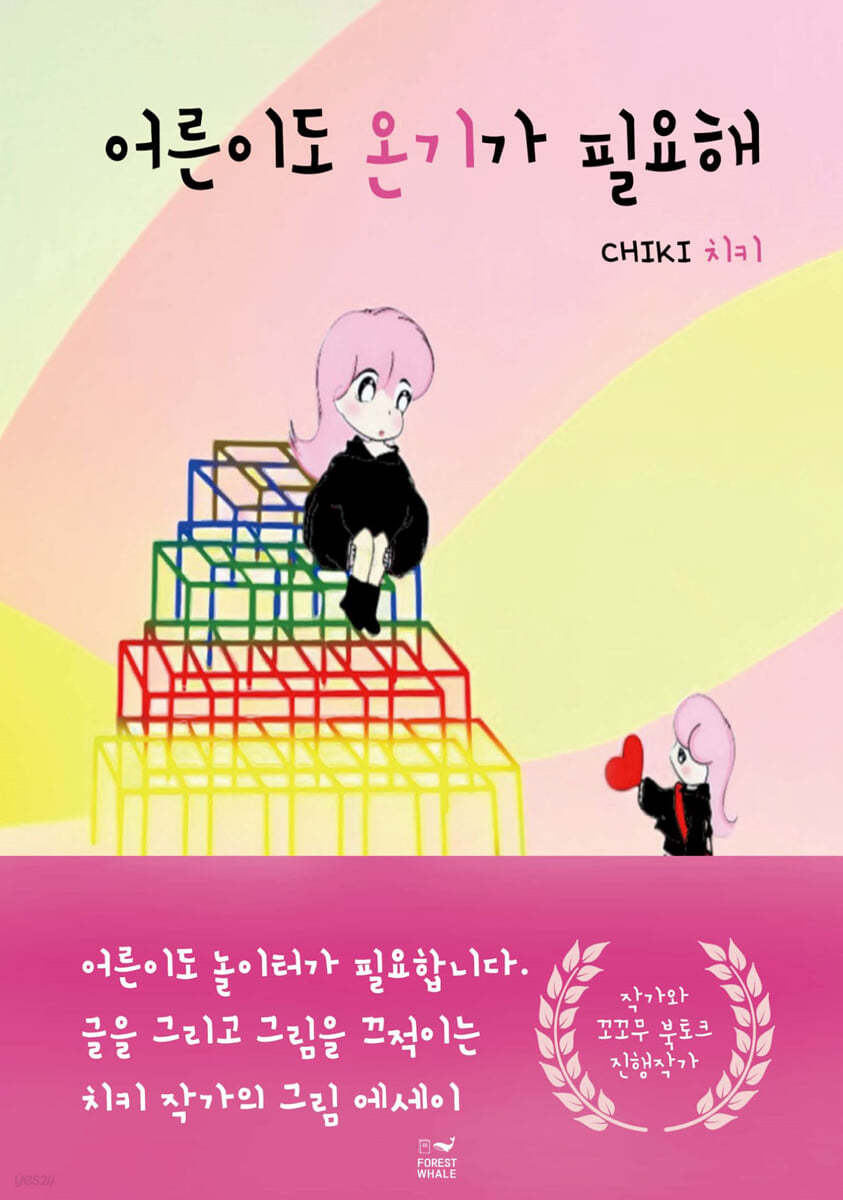 어른이도 온기가 필요해
CHIKI 치키
어른이도 놀이터가 필요합니다.
글을 그리고 그림을 끄적이는
치키 작가의 그림 에세이
작가와
꼬꼬무 북토크
진행작가
FOREST
WHALE
yes24